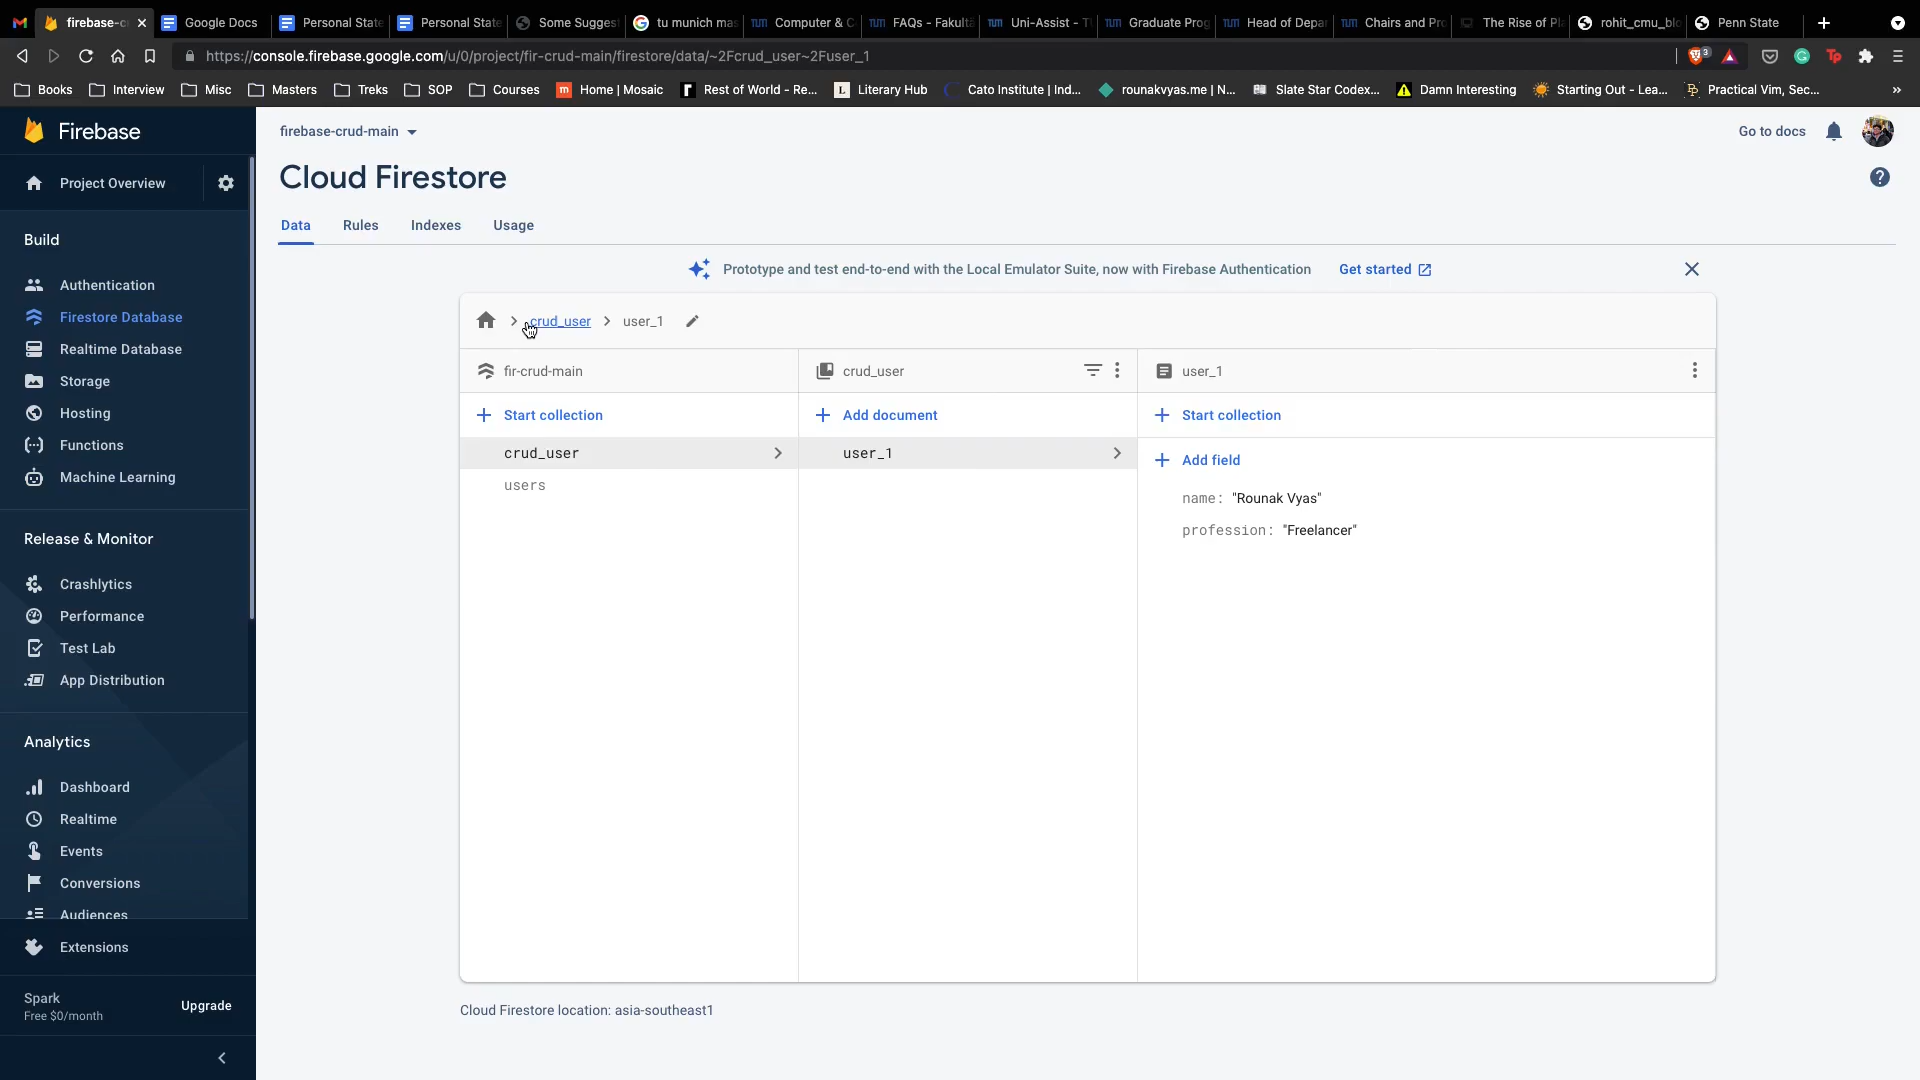 firebase-c
Google Docs
Personal State
Personal State
Some Suggest
tu munich mas
Computer & C
FAQs - Fakultä
Uni-Assist - T
Graduate Prog
Head of Depar
Chairs and Pro
The Rise of Pl
rohit_cmu_blo
Penn State
https://console.firebase.google.com/u/0/project/fir-crud-main/firestore/data/~2Fcrud_user~2Fuser_1
3
Tp
Books
Interview
Misc
Masters
Treks
SOP
Courses
Home | Mosaic
Rest of World - Re...
Literary Hub
Cato Institute | Ind...
rounakvyas.me | N...
Slate Star Codex...
Damn Interesting
Starting Out - Lea...
Practical Vim, Sec...
»
Firebase
firebase-crud-main
Go to docs
Project Overview
Cloud Firestore
Data
Rules
Indexes
Usage
Build
Authentication
Firestore Database
Realtime Database
Storage
Hosting
Functions
Machine Learning
Release & Monitor
Crashlytics
Performance
Test Lab
App Distribution
Analytics
Dashboard
Realtime
Events
Conversions
Audiences
Extensions
Spark
Free $0/month
Upgrade
Prototype and test end-to-end with the Local Emulator Suite, now with Firebase Authentication
Get started
crud_user
user_1
fir-crud-main
crud_user
user_1
Start collection
Add document
Start collection
crud_user
users
user_1
Add field
name: "Rounak Vyas"
profession: "Freelancer"
Cloud Firestore location: asia-southeast1